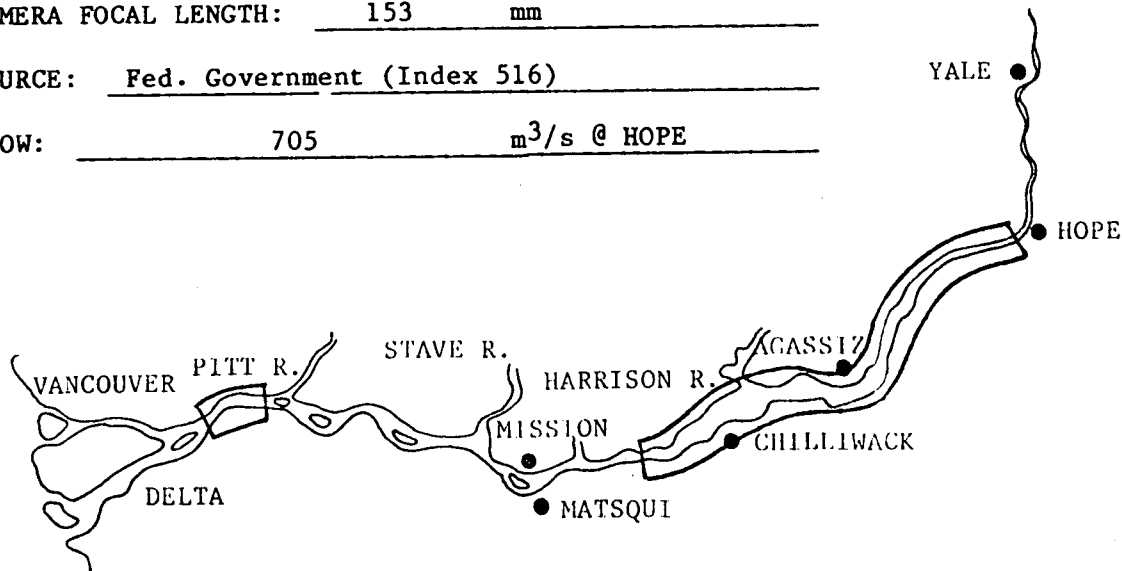 MERA FOCAL LENGTH: 153 mm
URCE: Fed. Government (Index 516)
OW: 705 m3/s @ HOPE
YALE
HOPE
AGASSIZ
STAVE R.
PITT R.
VANCOUVER
HARRISON R.
MISSION
CHILLIWACK
DELTA
MATSQUI